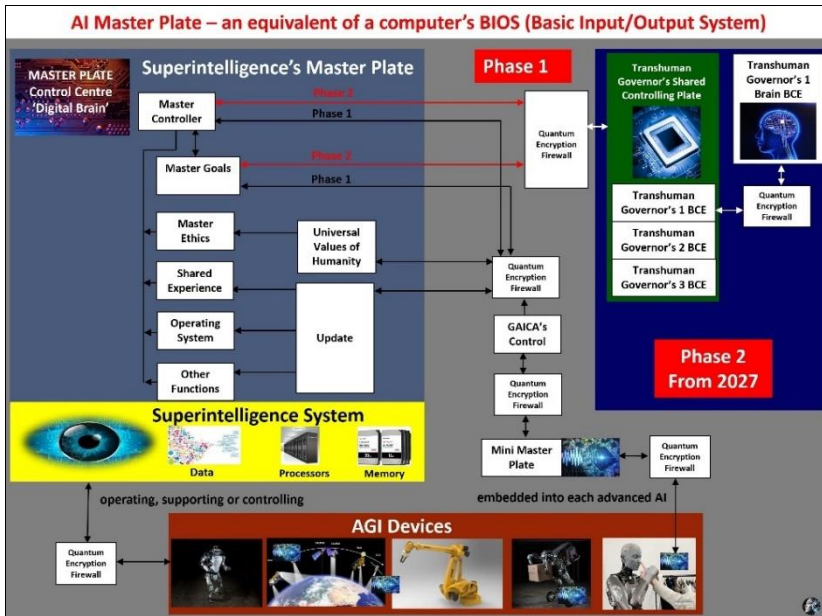 AI Master Plate – an equivalent of a computer's BIOS (Basic Input/Output System)
MASTER PLATE
Control Centre
'Digital Brain'
Superintelligence's Master Plate
Master
Controller
Phase 2
Phase 1
Master Goals
Phase 2
Phase 1
Master
Ethics
Universal
Values of
Humanity
Shared
Experience
Operating
System
Update
Other
Functions
Superintelligence System
Data
Processors
Memory
Phase 1
Quantum
Encryption
Firewall
Quantum
Encryption
Firewall
GAICA's
Control
Quantum
Encryption
Firewall
Mini Master
Plate
Quantum
Encryption
Firewall
Transhuman
Governor's Shared
Controlling
Plate
Transhuman
Governor's 1 BCE
Transhuman
Governor's 2 BCE
Transhuman
Governor's 3 BCE
Transhuman
Governor's 1
Brain BCE
Quantum
Encryption
Firewall
Phase 2
From 2027
operating, supporting or controlling
embedded into each advanced AI
Quantum
Encryption
Firewall
AGI Devices